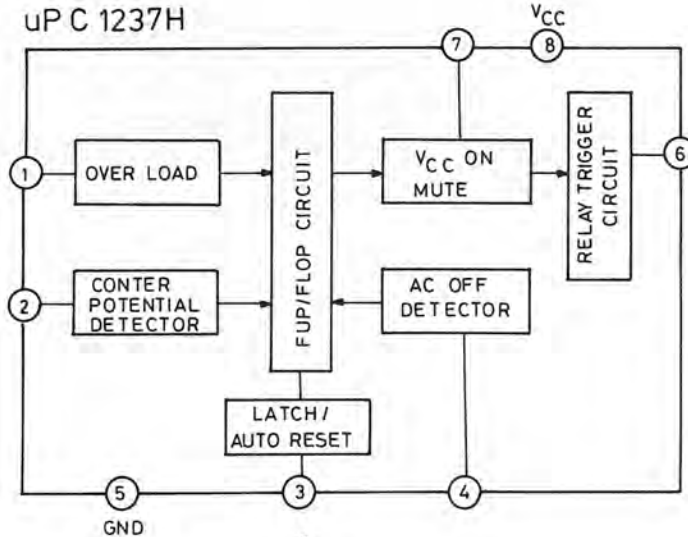 uP C 1237H
VCC
7
8
1
OVER LOAD
FUP/FLOP CIRCUIT
VCC ON
MUTE
RELAY TRIGGER
CIRCUIT
6
2
CONTER
POTENTIAL
DETECTOR
AC OFF
DETECTOR
LATCH/
AUTO RESET
5
3
4
GND